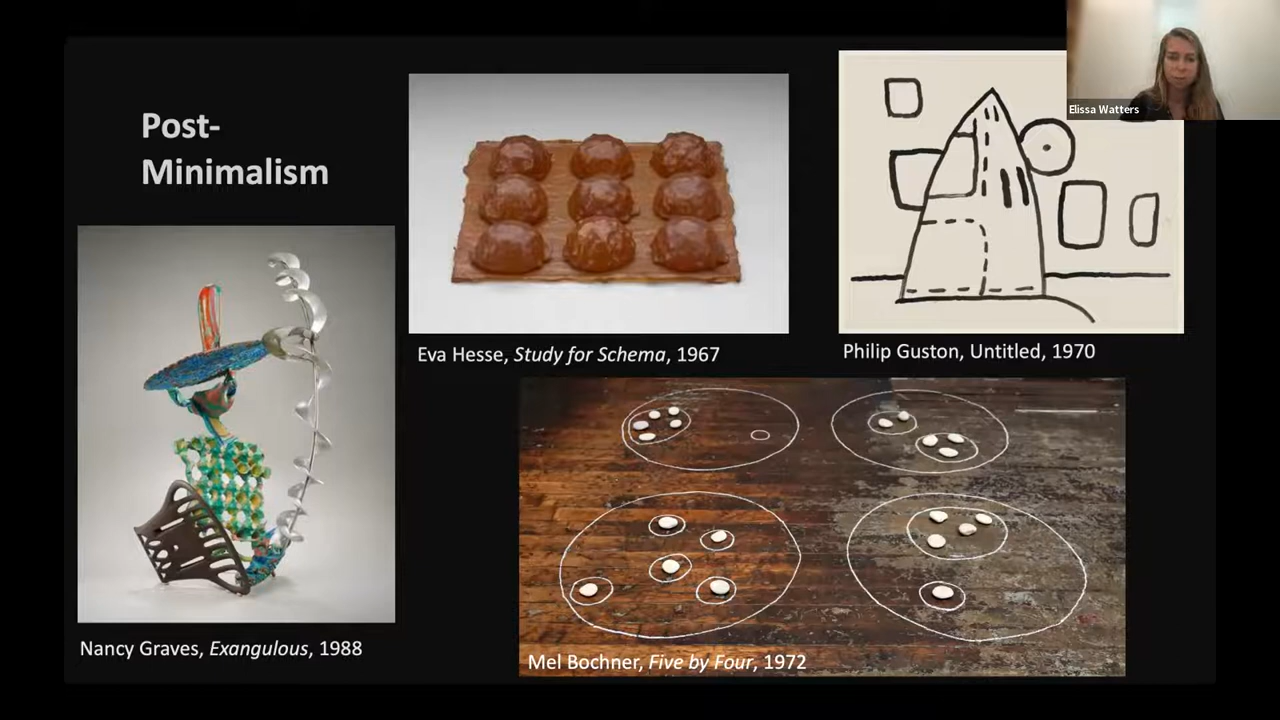 Post-
Minimalism
Elissa Watters
Eva Hesse, Study for Schema, 1967
Philip Guston, Untitled, 1970
Nancy Graves, Exangulous, 1988
Mel Bochner, Five by Four, 1972